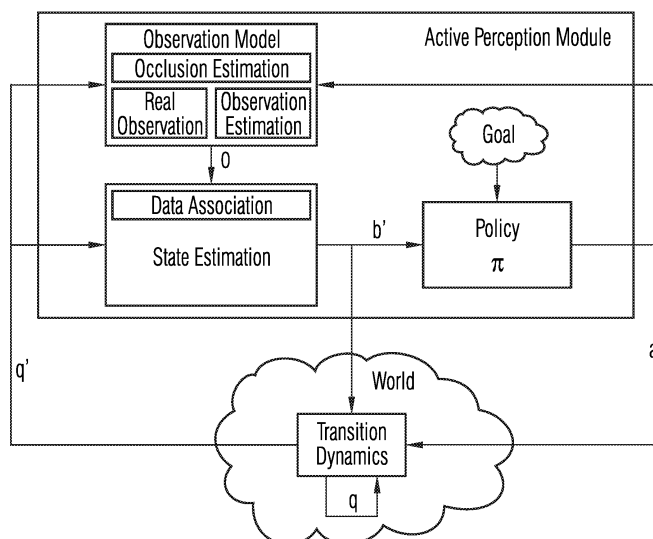 Observation Model
Active Perception Module
Occlusion Estimation
Real
Observation
Observation
Estimation
Goal
O
Data Association
State Estimation
b'
Policy
π
q'
a
World
Transition
Dynamics
q